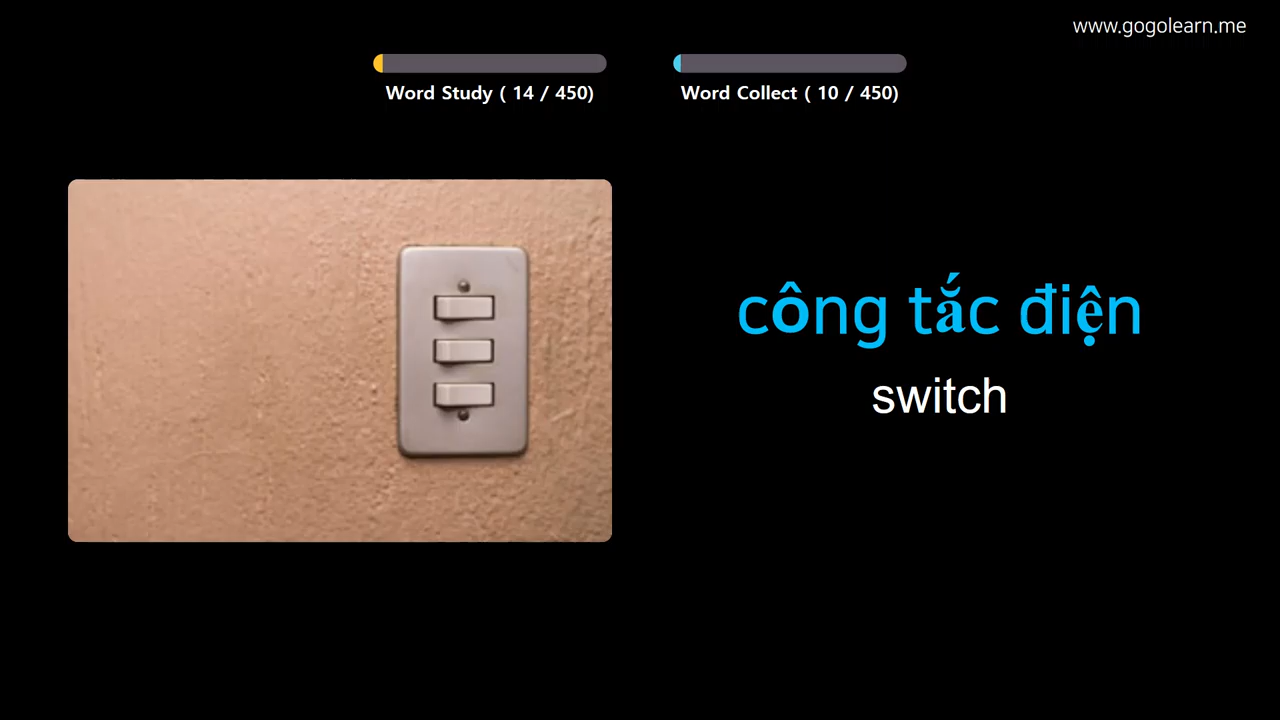 www.gogolearn.me
Word Study ( 14 / 450)
Word Collect ( 10 / 450)
công tắc điện
switch